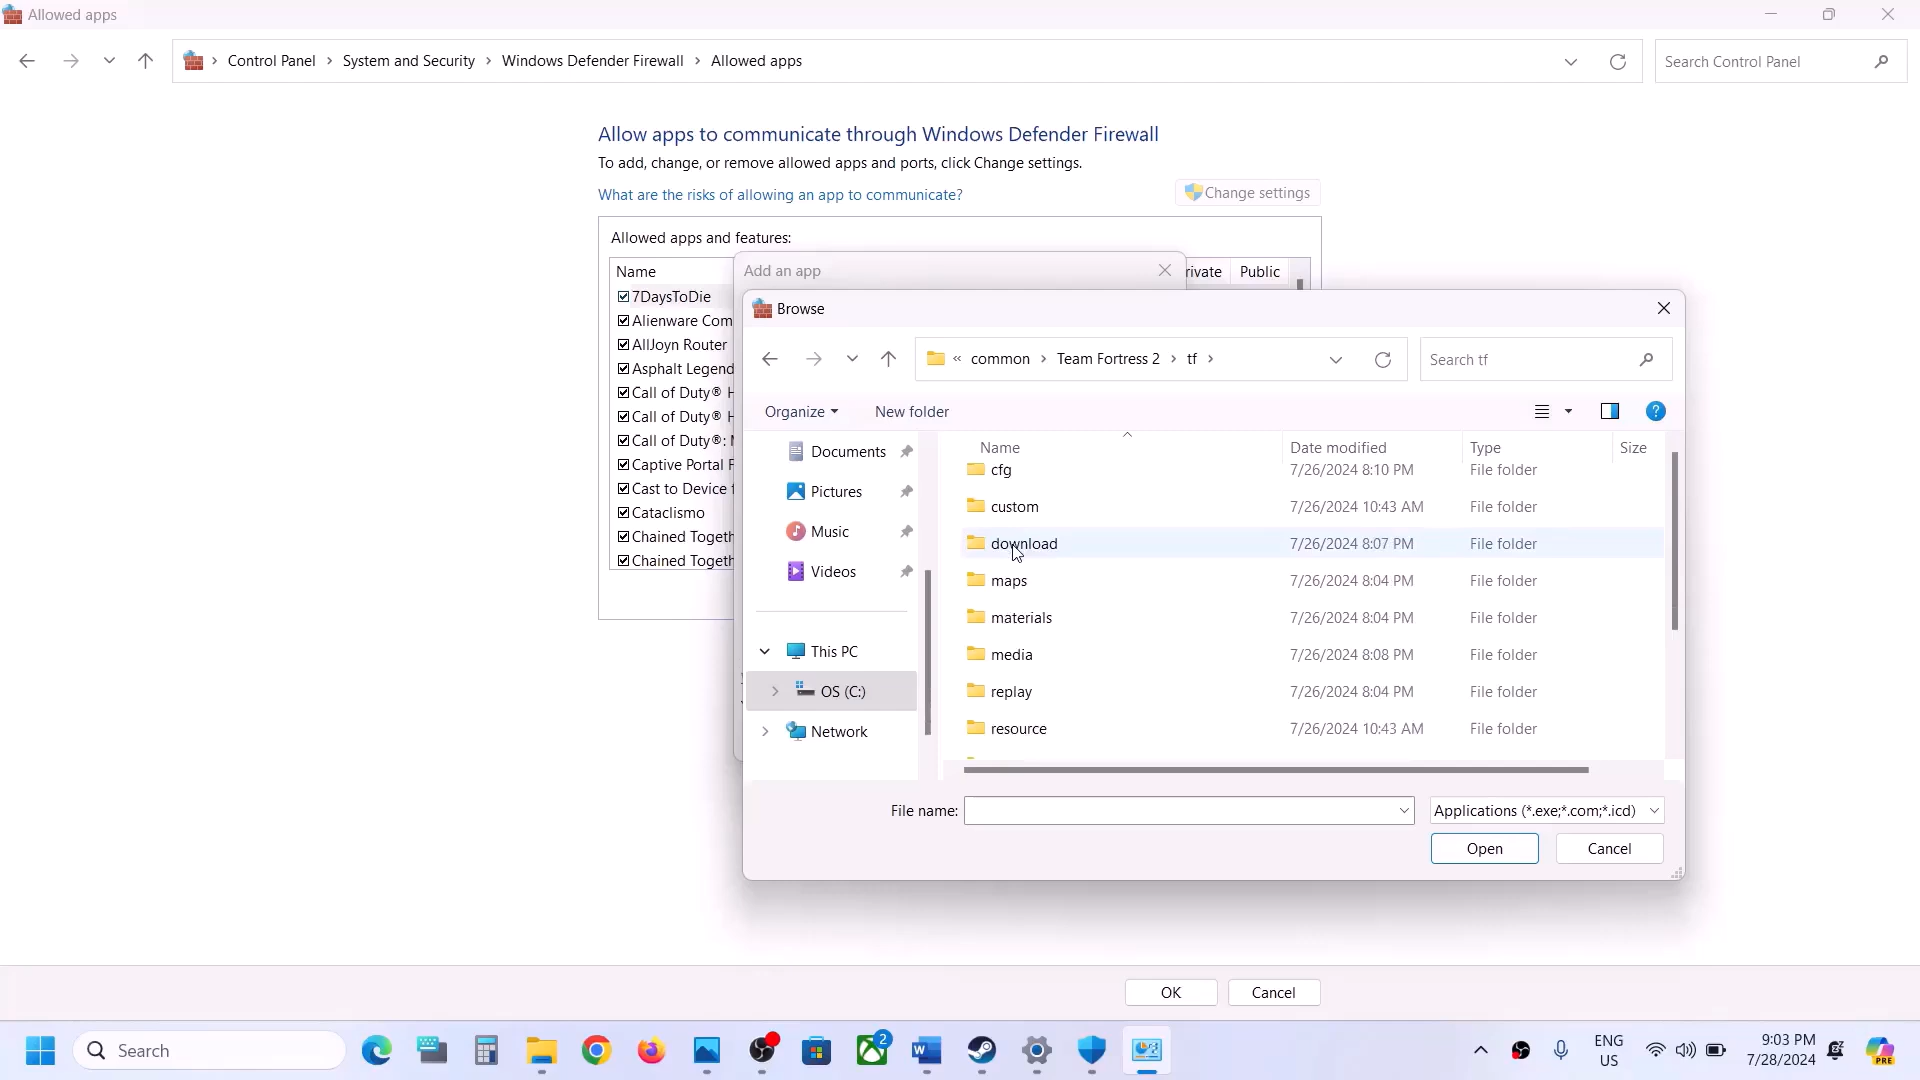 Allowed apps
Control Panel › System and Security › Windows Defender Firewall › Allowed apps
Search Control Panel
Allow apps to communicate through Windows Defender Firewall
To add, change, or remove allowed apps and ports, click Change settings.
What are the risks of allowing an app to communicate?
Change settings
Allowed apps and features:
Name
Public
7DaysToDie
Alienware Com
AllJoyn Router
Asphalt Legend
Call of Duty® H
Call of Duty® H
Call of Duty®:
Captive Portal F
Cast to Device
Cataclismo
Chained Togeth
Chained Togeth
Add an app
rivate
Browse
« common › Team Fortress 2 › tf ›
Search tf
Organize
New folder
Documents
Pictures
Music
Videos
This PC
OS (C:)
Network
Name Date modified Type Size
cfg 7/26/2024 8:10 PM File folder
custom 7/26/2024 10:43 AM File folder
download 7/26/2024 8:07 PM File folder
maps 7/26/2024 8:04 PM File folder
materials 7/26/2024 8:04 PM File folder
media 7/26/2024 8:08 PM File folder
replay 7/26/2024 8:04 PM File folder
resource 7/26/2024 10:43 AM File folder
File name:
Applications (*.exe;*.com;*.icd)
Open
Cancel
OK
Cancel
Search
2
ENG
US
9:03 PM
7/28/2024
PRE